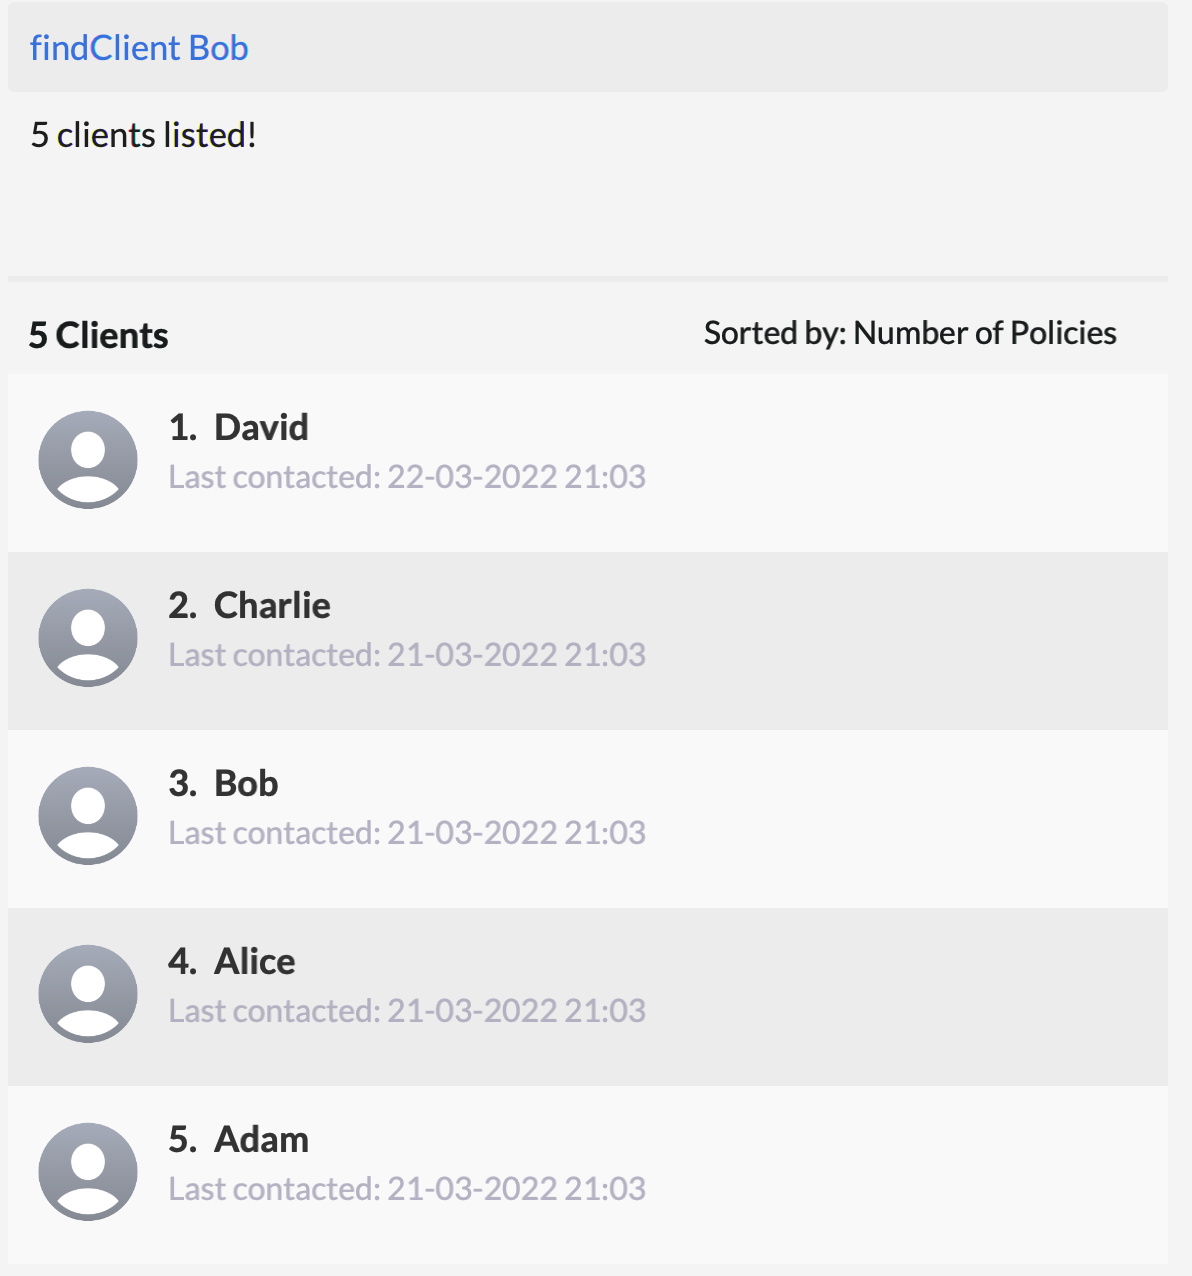 findClient Bob
5 clients listed!
5 Clients
Sorted by: Number of Policies
1. David
Last contacted: 22-03-2022 21:03
2. Charlie
Last contacted: 21-03-2022 21:03
3. Bob
Last contacted: 21-03-2022 21:03
4. Alice
Last contacted: 21-03-2022 21:03
5. Adam
Last contacted: 21-03-2022 21:03